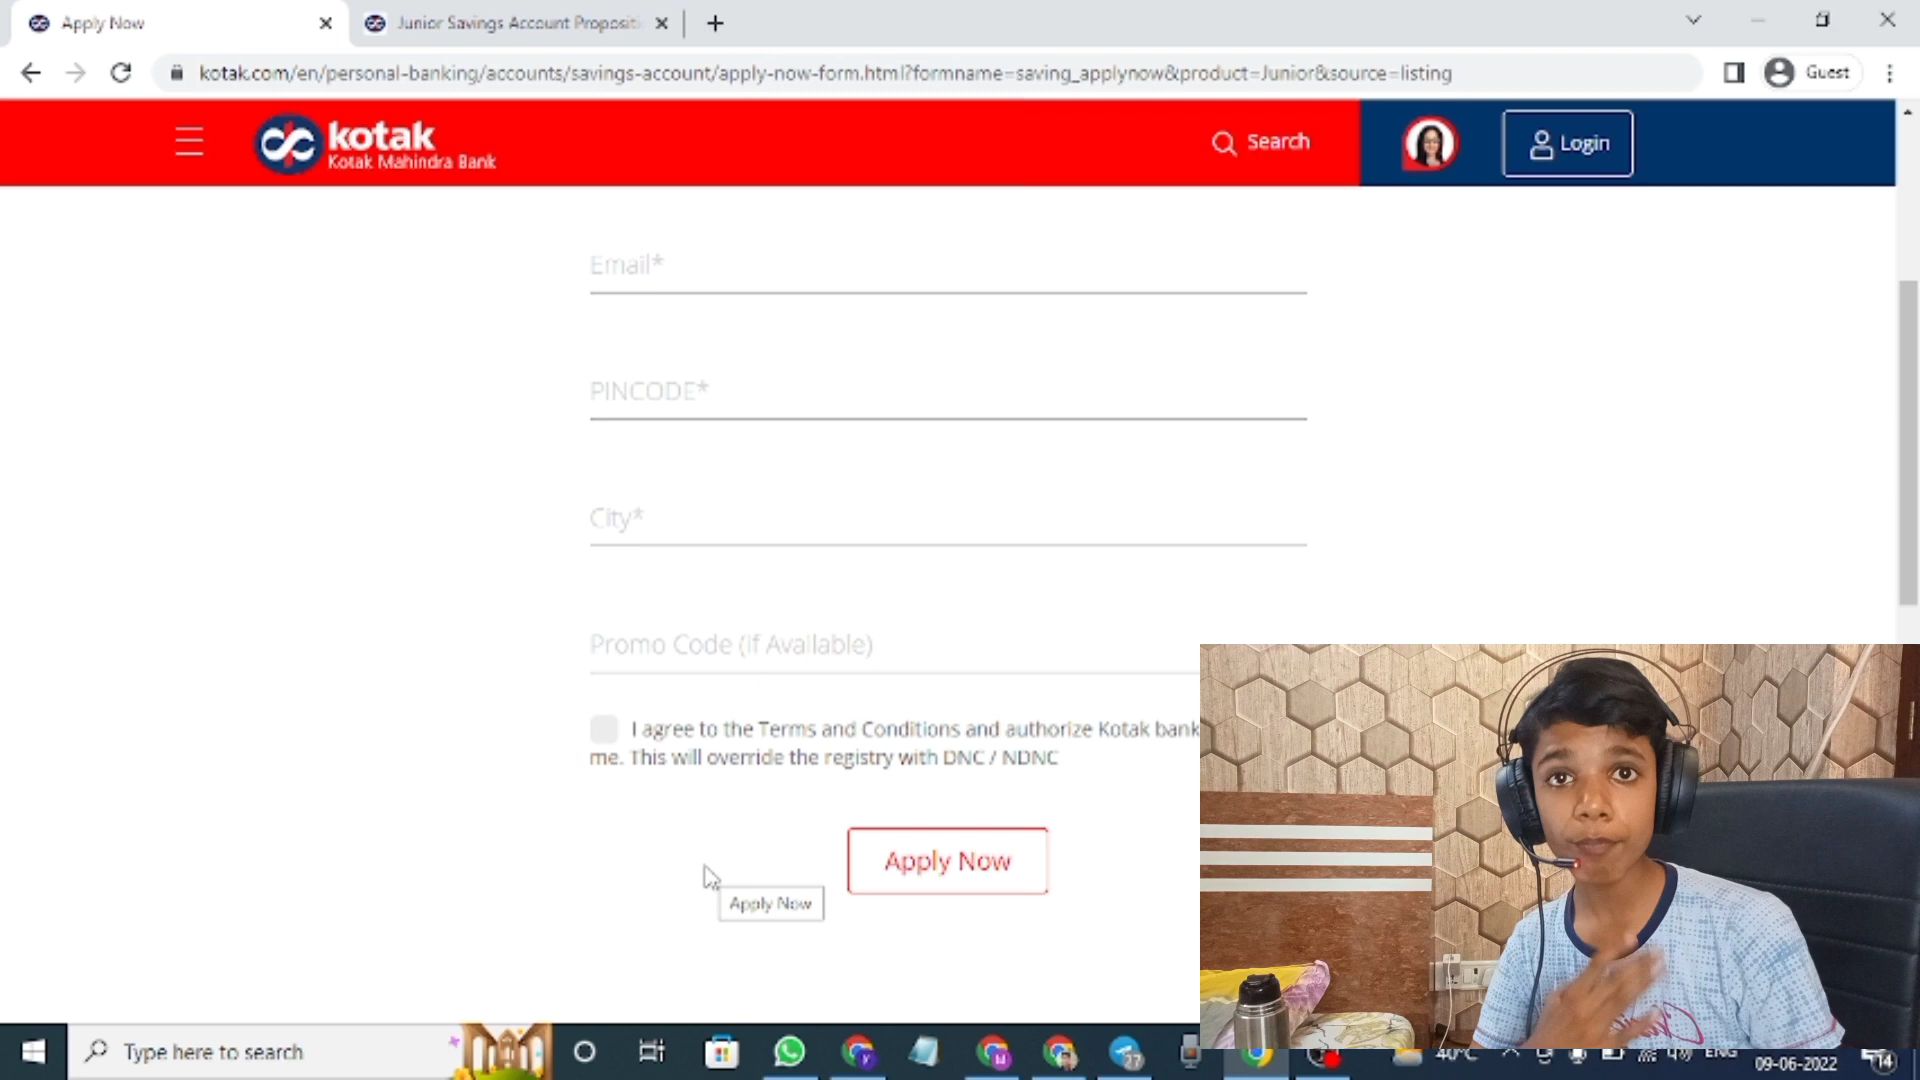 Apply Now
Junior Savings Account Propositi
kotak.com/en/personal-banking/accounts/savings-account/apply-now-form.html?formname=saving_applynow&product=Junior&source=listing
Guest
kotak
Kotak Mahindra Bank
Search
Login
Email*
PINCODE*
City*
Promo Code (If Available)
I agree to the Terms and Conditions and authorize Kotak bank
me. This will override the registry with DNC / NDNC
Apply Now
Apply Now
Type here to search
27
40°C
ENG
09-06-2022
14